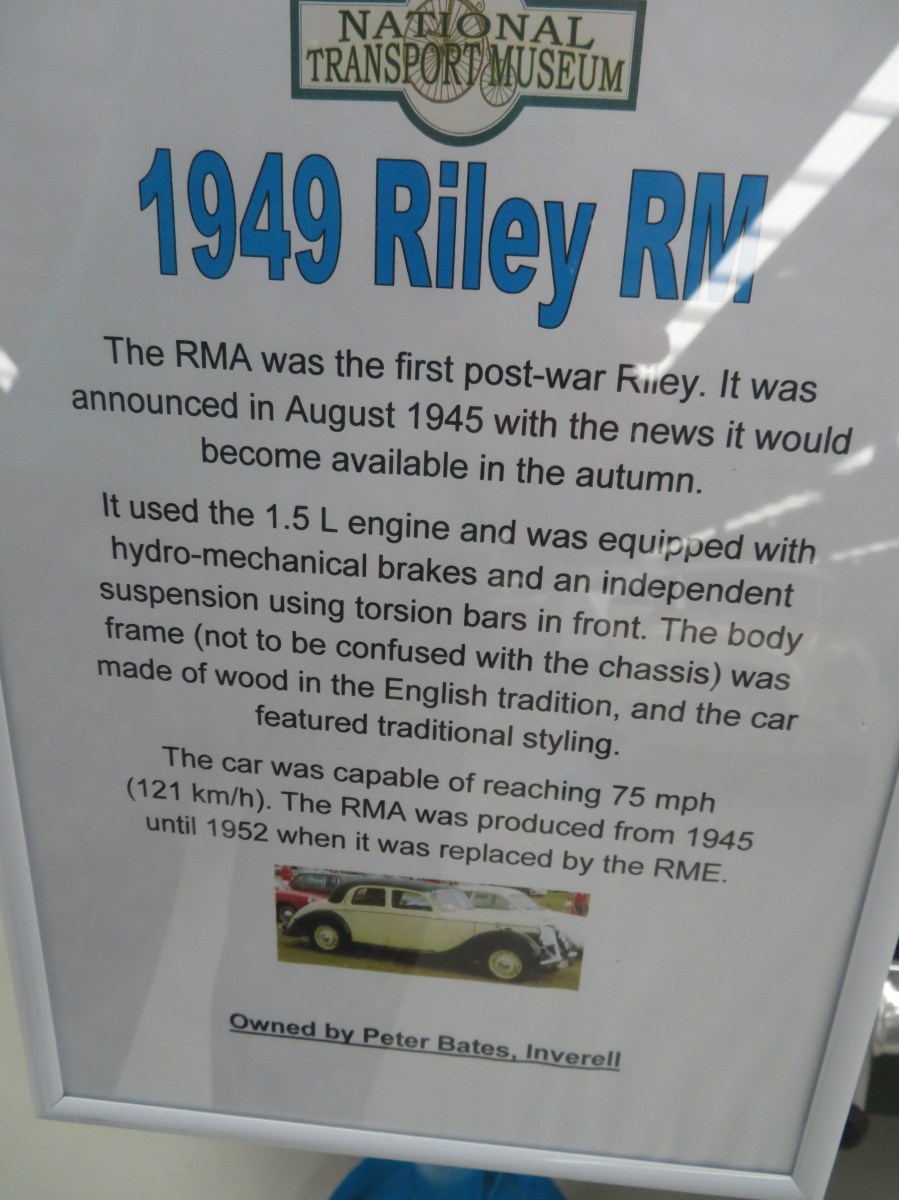 NATIONAL
TRANSPORT MUSEUM
1949 Riley RM
The RMA was the first post-war Riley. It was
announced in August 1945 with the news it would
become available in the autumn.
It used the 1.5 L engine and was equipped with
hydro-mechanical brakes and an independent
suspension using torsion bars in front. The body
frame (not to be confused with the chassis) was
made of wood in the English tradition, and the car
featured traditional styling.
The car was capable of reaching 75 mph
(121 km/h). The RMA was produced from 1945
until 1952 when it was replaced by the RME.
Owned by Peter Bates, Inverell